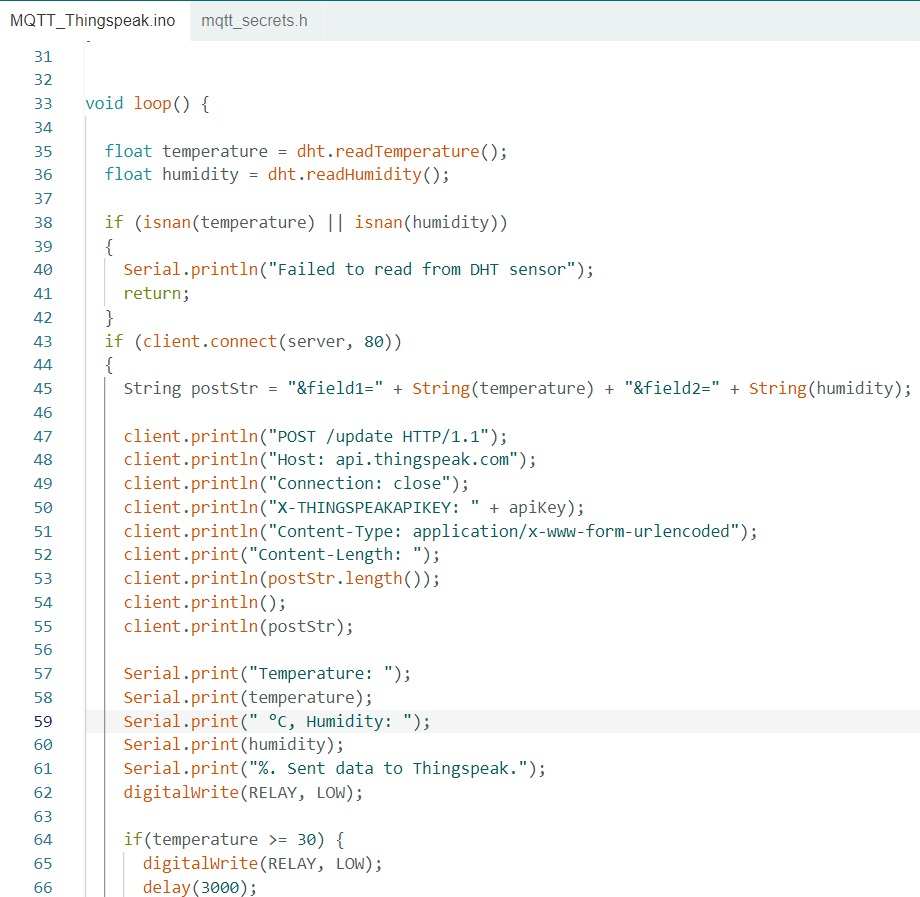 MQTT_Thingspeak.ino mqtt_secrets.h
31
32
33 void loop() {
34
35 float temperature = dht.readTemperature();
36 float humidity = dht.readHumidity();
37
38 if (isnan(temperature) || isnan(humidity))
39 {
40 Serial.println("Failed to read from DHT sensor");
41 return;
42 }
43 if (client.connect(server, 80))
44 {
45 String postStr = "&field1=" + String(temperature) + "&field2=" + String(humidity);
46
47 client.println("POST /update HTTP/1.1");
48 client.println("Host: api.thingspeak.com");
49 client.println("Connection: close");
50 client.println("X-THINGSPEAKAPIKEY: " + apiKey);
51 client.println("Content-Type: application/x-www-form-urlencoded");
52 client.print("Content-Length: ");
53 client.println(postStr.length());
54 client.println();
55 client.println(postStr);
56
57 Serial.print("Temperature: ");
58 Serial.print(temperature);
59 Serial.print(" °C, Humidity: ");
60 Serial.print(humidity);
61 Serial.print("%. Sent data to Thingspeak.");
62 digitalWrite(RELAY, LOW);
63
64 if(temperature >= 30) {
65 digitalWrite(RELAY, LOW);
66 delay(3000);